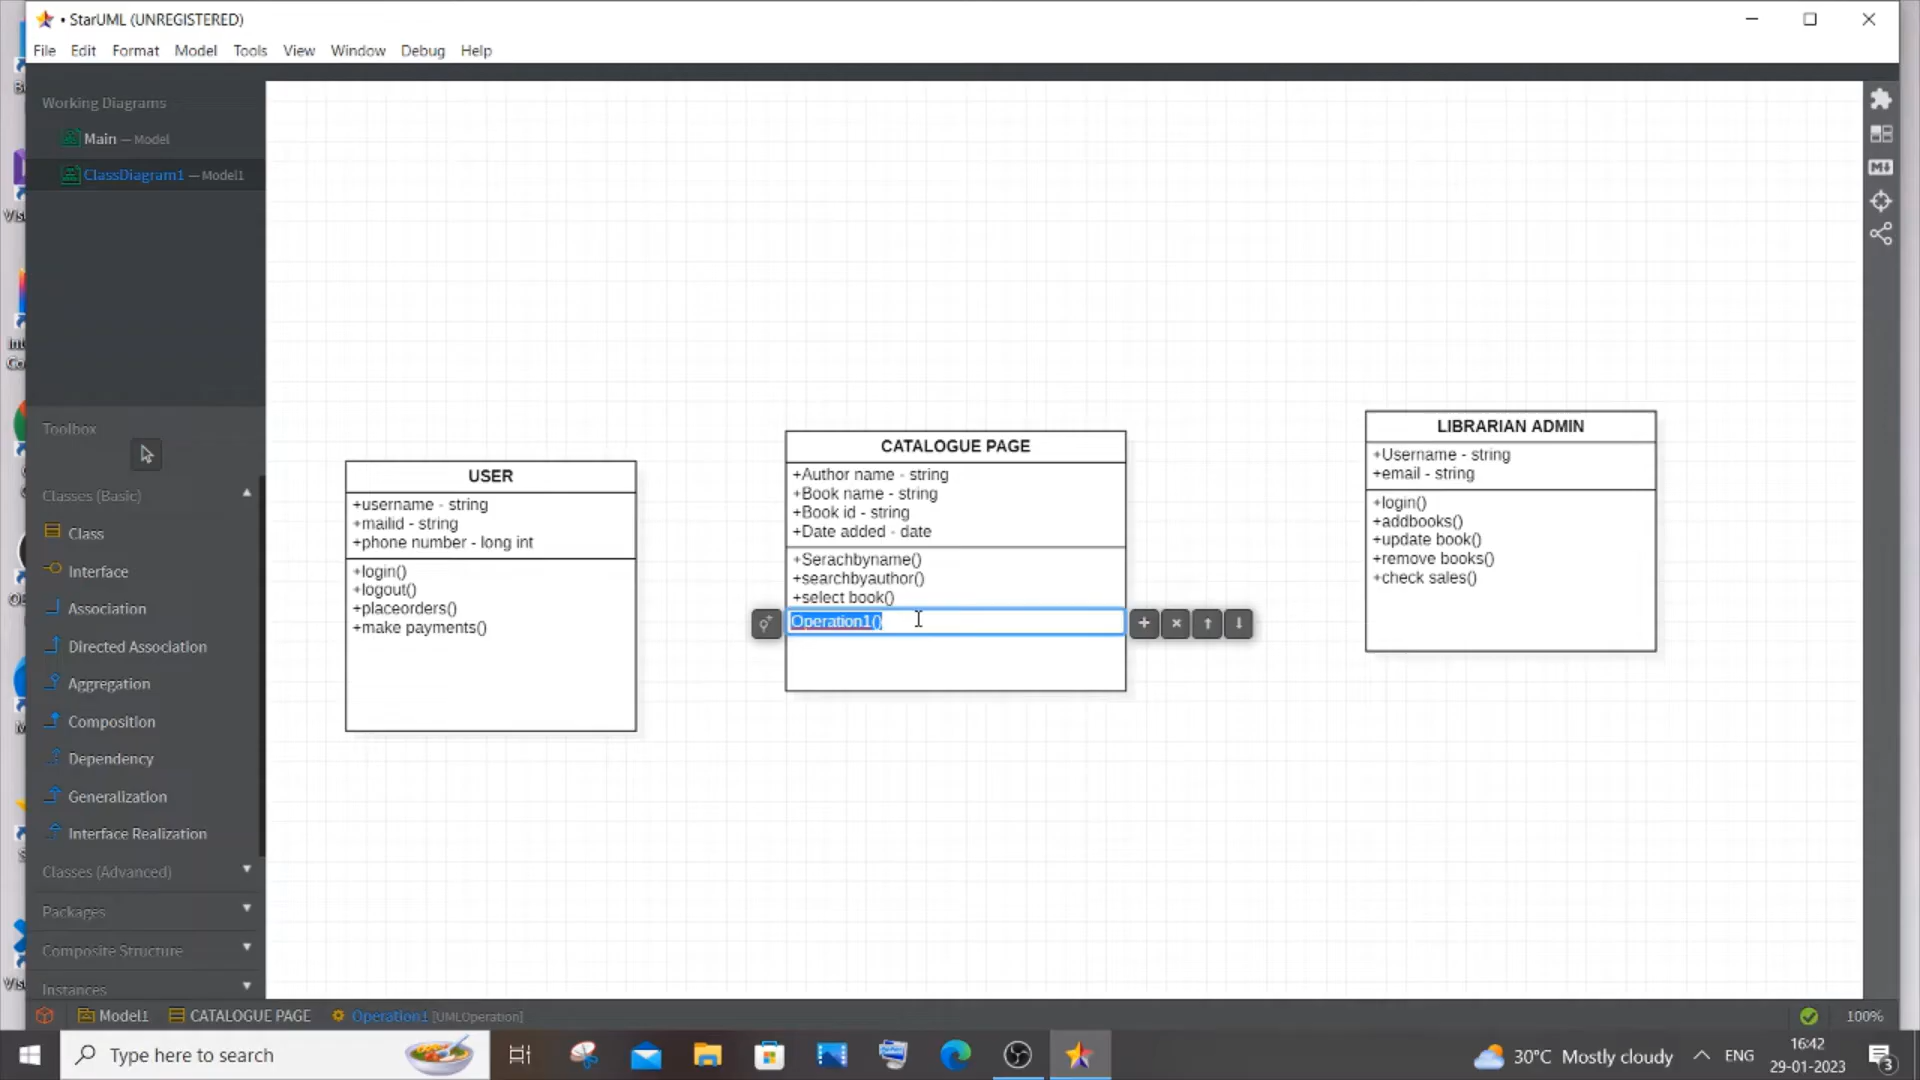 • StarUML (UNREGISTERED)
File Edit Format Model Tools View Window Debug Help
Working Diagrams
Main — Model
ClassDiagram1 — Model1
Toolbox
Classes (Basic)
Class
Interface
Association
Directed Association
Aggregation
Composition
Dependency
Generalization
Interface Realization
Classes (Advanced)
Packages
Composite Structure
Instances
USER
+username - string
+mailid - string
+phone number - long int
+login()
+logout()
+placeorders()
+make payments()
CATALOGUE PAGE
+Author name - string
+Book name - string
+Book id - string
+Date added - date
+Serachbyname()
+searchbyauthor()
+select book()
Operation1()
LIBRARIAN ADMIN
+Username - string
+email - string
+login()
+addbooks()
+update book()
+remove books()
+check sales()
Model1 CATALOGUE PAGE Operation1 [UMLOperation]
100%
Type here to search
30°C Mostly cloudy
ENG
16:42
29-01-2023
3